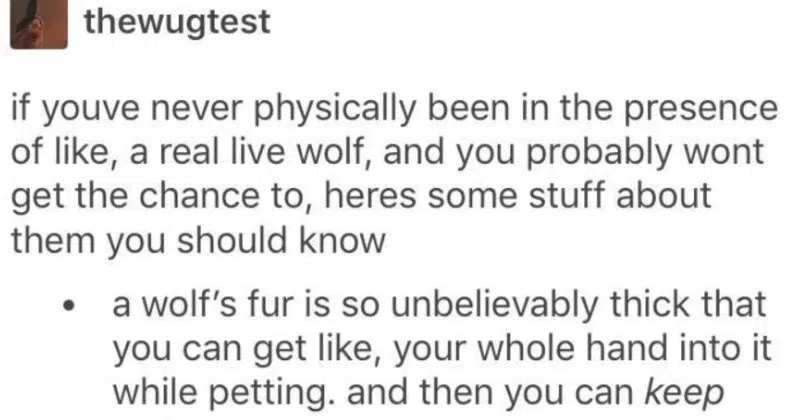 thewugtest
if youve never physically been in the presence
of like, a real live wolf, and you probably wont
get the chance to, heres some stuff about
them you should know
• a wolf's fur is so unbelievably thick that
you can get like, your whole hand into it
while petting. and then you can keep